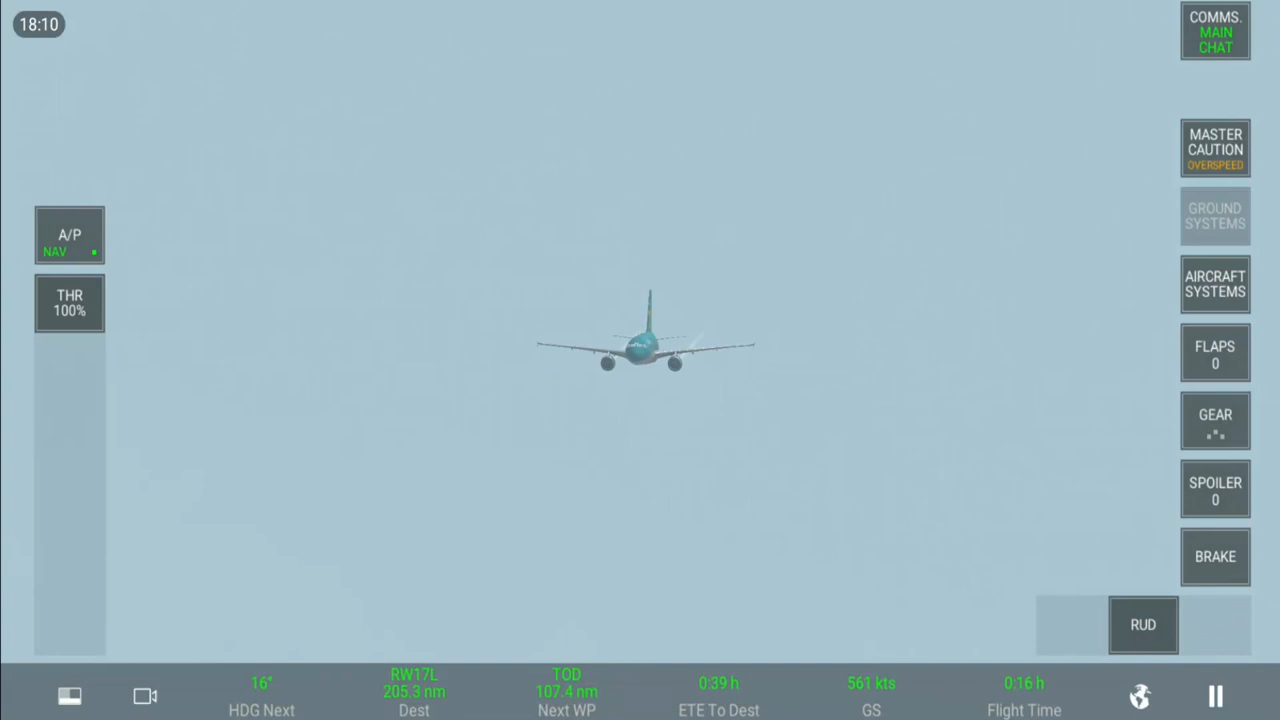 18:10
COMMS.
MAIN
CHAT
MASTER
CAUTION
OVERSPEED
GROUND
SYSTEMS
A/P
NAV
AIRCRAFT
SYSTEMS
THR
100%
FLAPS
0
GEAR
SPOILER
0
BRAKE
RUD
16°
HDG Next
RW17L
205.3 nm
Dest
TOD
107.4 nm
Next WP
0:39 h
ETE To Dest
561 kts
GS
0:16 h
Flight Time